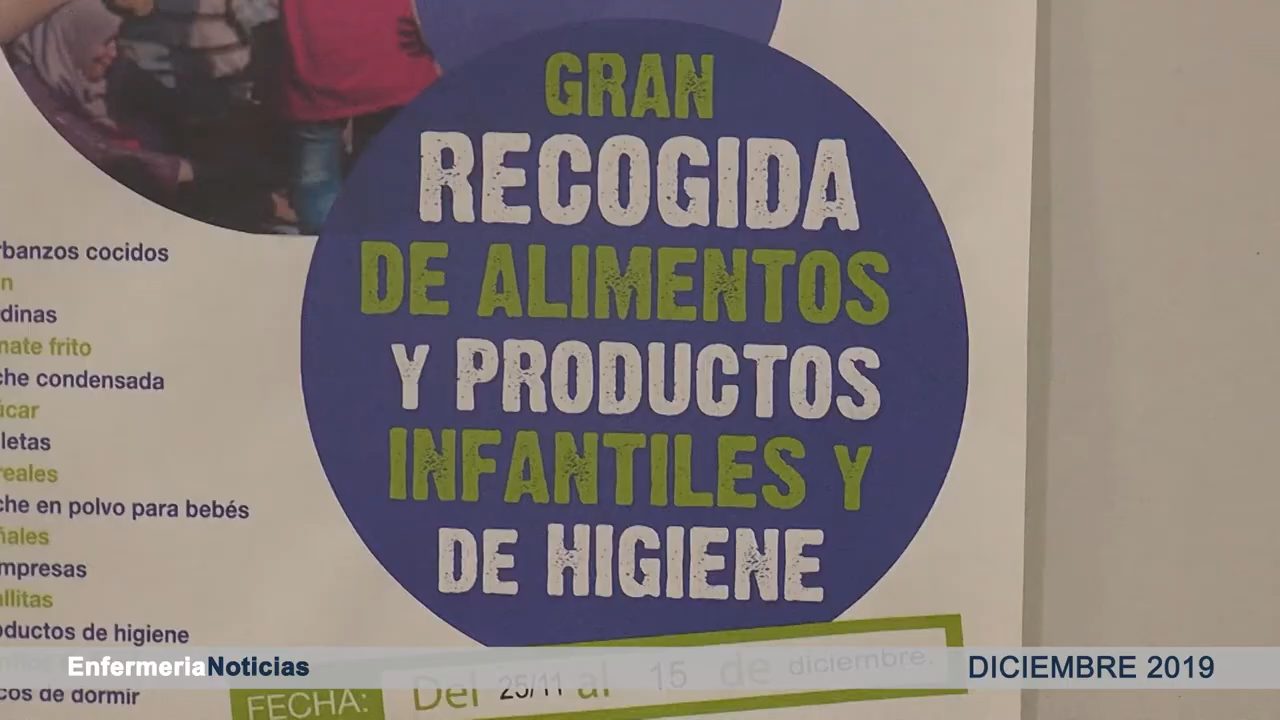 GRAN
RECOGIDA
DE ALIMENTOS
Y PRODUCTOS
INFANTILES Y
DE HIGIENE
rbanzos cocidos
n
dinas
mate frito
che condensada
úcar
letas
reales
che en polvo para bebés
ñales
mpresas
allitas
oductos de higiene
cos de dormir
FECHA: Del 25/11 al 15 de diciembre.
EnfermeriaNoticias
DICIEMBRE 2019